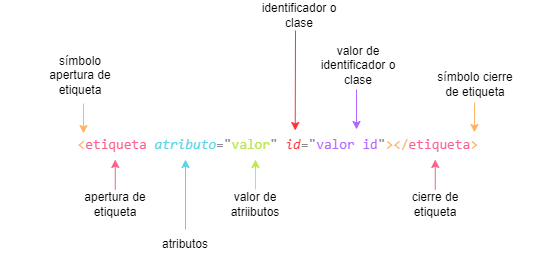 identificador o
clase
símbolo
apertura de
etiqueta
valor de
identificador o
clase
símbolo cierre
de etiqueta
<etiqueta atributo="valor" id="valor id"></etiqueta>
apertura de
etiqueta
valor de
atriibutos
cierre de
etiqueta
atributos